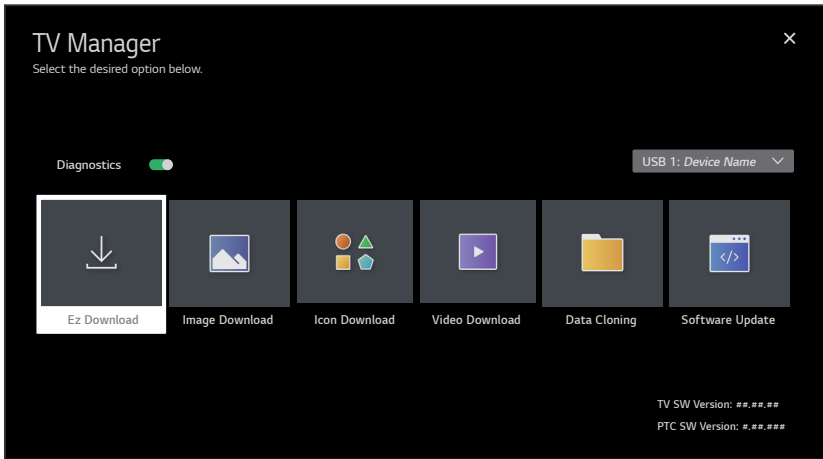 TV Manager
Select the desired option below.
Diagnostics
USB 1: Device Name
Ez Download
Image Download
Icon Download
Video Download
Data Cloning
Software Update
TV SW Version: ##.##.##
PTC SW Version: #.##.###